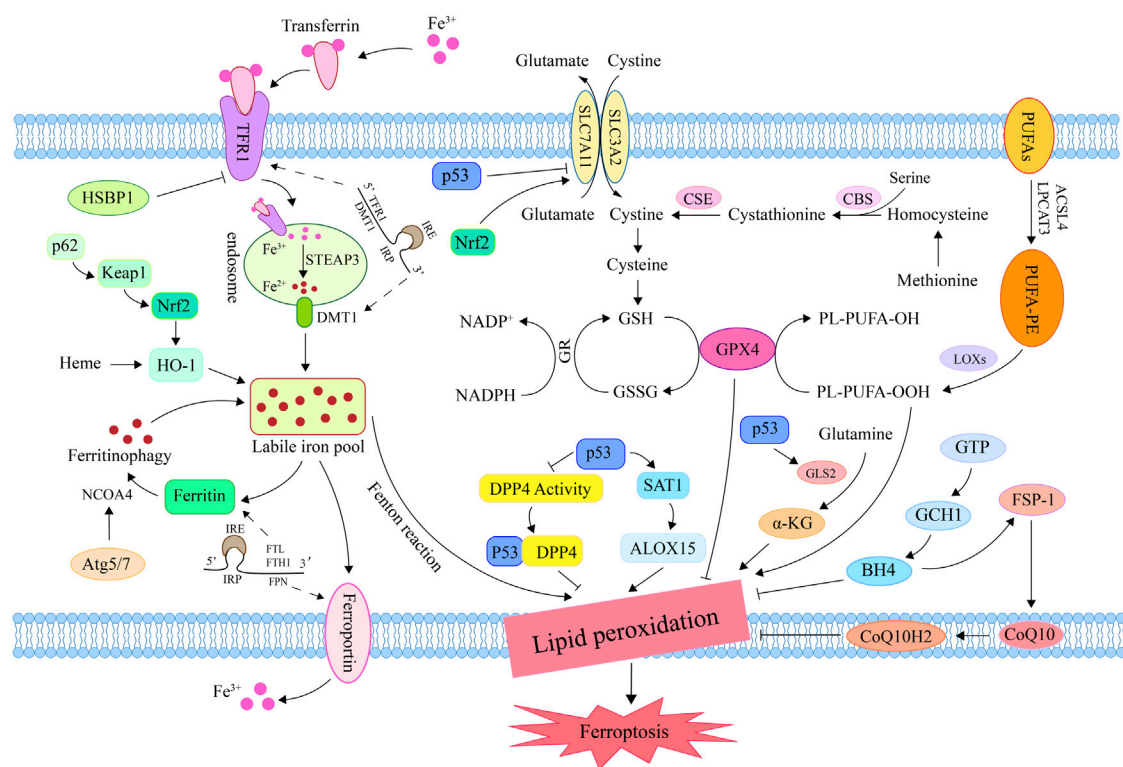 Transferrin
Fe³⁺
TFR1
HSBP1
p62
Keap1
Nrf2
Heme
HO-1
endosome
Fe³⁺
STEAP3
Fe²⁺
DMT1
5’ TFR1
DMT1
IRE
IRP
3’
Labile iron pool
Ferritinophagy
NCOA4
Ferritin
Atg5/7
IRE
5’
IRP
FTL
FTH1
3’
FPN
Ferroportin
Fe³⁺
Fenton reaction
Glutamate
Cystine
SLC7A11
SLC3A2
p53
Nrf2
Glutamate
Cystine
CSE
Cystathionine
CBS
Serine
Homocysteine
Methionine
Cysteine
NADP⁺
GSH
GR
GPX4
PL-PUFA-OH
NADPH
GSSG
PL-PUFA-OOH
PUFAs
ACSL4
LPCAT3
PUFA-PE
LOXs
p53
DPP4 Activity
SAT1
P53
DPP4
ALOX15
p53
Glutamine
GLS2
α-KG
GTP
GCH1
FSP-1
BH4
Lipid peroxidation
CoQ10H2
CoQ10
Ferroptosis